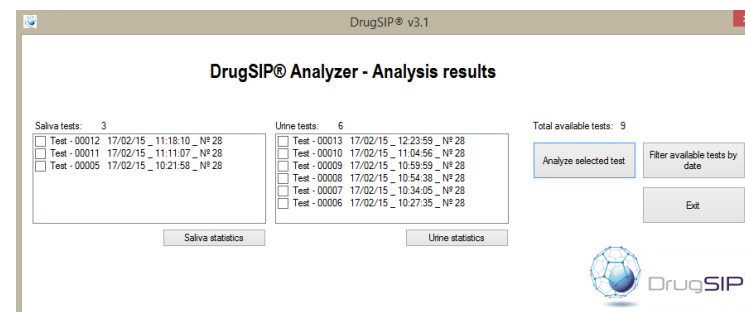 DrugSIP® v3.1
DrugSIP® Analyzer - Analysis results
Saliva tests: 3
Test - 00012 17/02/15 _ 11:18:10 _ Nº 28
Test - 00011 17/02/15 _ 11:11:07 _ Nº 28
Test - 00005 17/02/15 _ 10:21:58 _ Nº 28
Saliva statistics
Urine tests: 6
Test - 00013 17/02/15 _ 12:23:59 _ Nº 28
Test - 00010 17/02/15 _ 11:04:56 _ Nº 28
Test - 00009 17/02/15 _ 10:59:59 _ Nº 28
Test - 00008 17/02/15 _ 10:54:38 _ Nº 28
Test - 00007 17/02/15 _ 10:34:05 _ Nº 28
Test - 00006 17/02/15 _ 10:27:35 _ Nº 28
Urine statistics
Total available tests: 9
Analyze selected test
Filter available tests by
date
Exit
DrugSIP